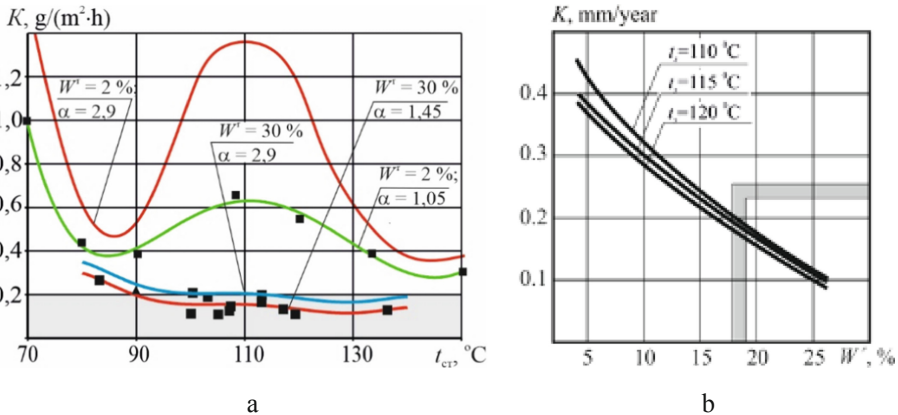 K, g/(m²·h)
,2
W^τ = 2 %;
α = 2,9
W^τ = 30 %
α = 1,45
,0
W^τ = 30 %
α = 2,9
0,8
W^τ = 2 %;
α = 1,05
0,6
0,4
0,2
70 90 110 130 t_ст, °C
a
K, mm/year
t_s=110 °C
t_s=115 °C
t_s=120 °C
0.4
0.3
0.2
0.1
5 10 15 20 25 W^r, %
b